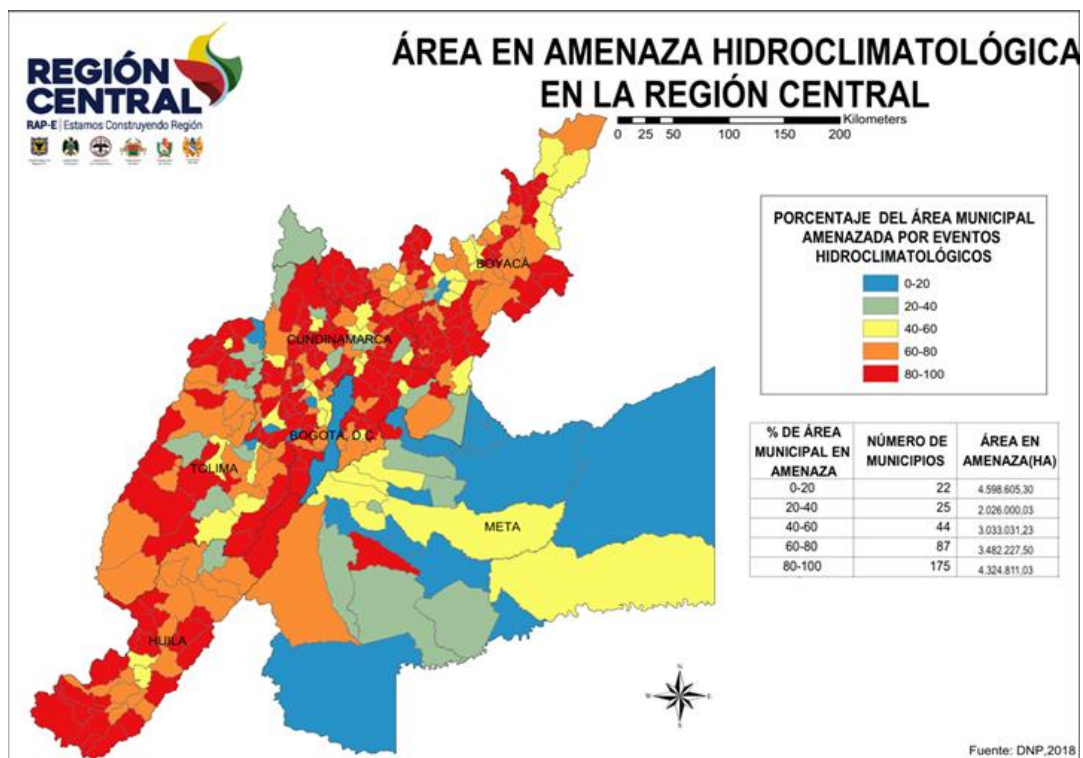 REGIÓN
CENTRAL
RAP-E | Estamos Construyendo Región
ÁREA EN AMENAZA HIDROCLIMATOLÓGICA
EN LA REGIÓN CENTRAL
Kilometers
0 25 50 100 150 200
PORCENTAJE DEL ÁREA MUNICIPAL
AMENAZADA POR EVENTOS
HIDROCLIMATOLÓGICOS
0-20
20-40
40-60
60-80
80-100
BOYACÁ
CUNDINAMARCA
BOGOTA, D.C.
TOLIMA
META
HUILA
% DE ÁREA MUNICIPAL EN AMENAZA NÚMERO DE MUNICIPIOS ÁREA EN AMENAZA(HA)
0-20 22 4.598.605,30
20-40 25 2.026.000,03
40-60 44 3.033.031,23
60-80 87 3.482.227,50
80-100 175 4.324.811,03
N
W E
S
Fuente: DNP,2018